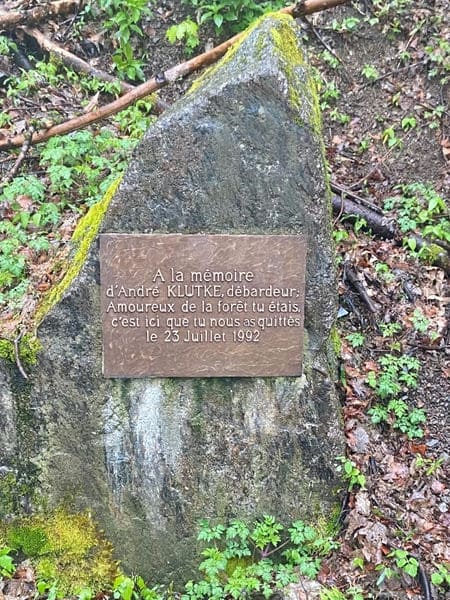 A la mémoire
d'André KLUTKE, débardeur;
Amoureux de la forêt tu étais,
c'est ici que tu nous as quittés
le 23 Juillet 1992